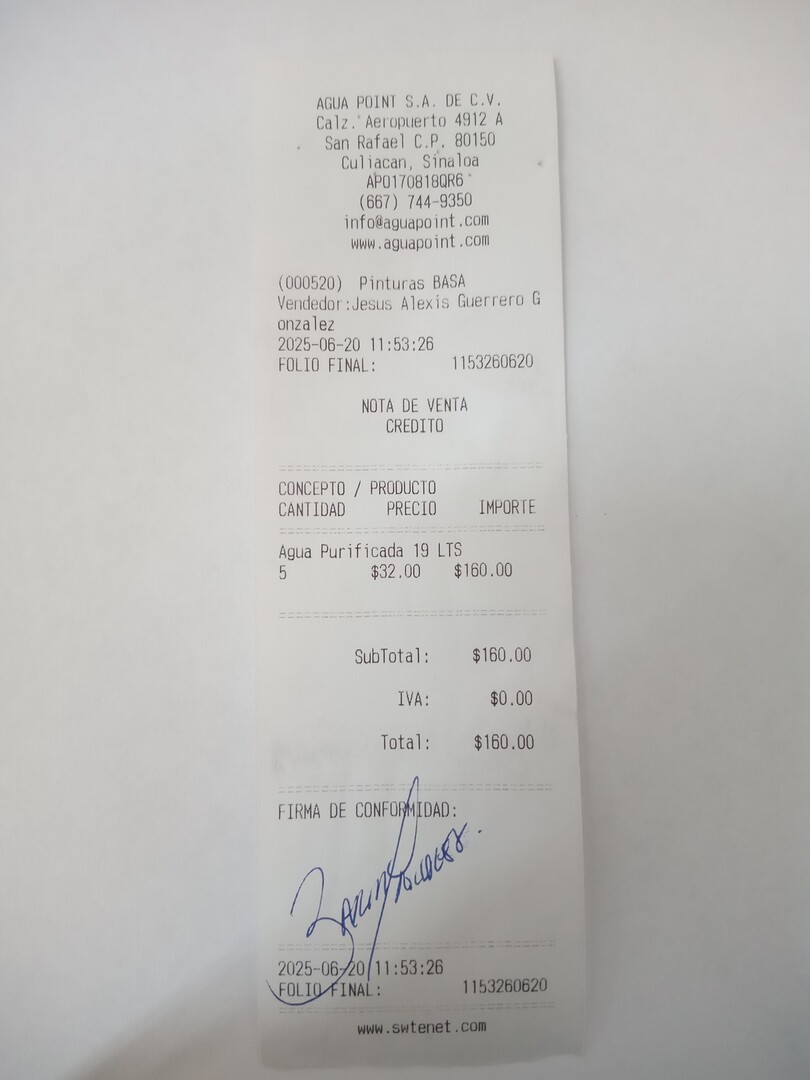 AGUA POINT S.A. DE C.V.
Calz. Aeropuerto 4912 A
San Rafael C.P. 80150
Culiacan, Sinaloa
APO170818QR6
(667) 744-9350
info@aguapoint.com
www.aguapoint.com
(000520) Pinturas BASA
Vendedor:Jesus Alexis Guerrero G
onzalez
2025-06-20 11:53:26
FOLIO FINAL: 1153260620
NOTA DE VENTA
CREDITO
CONCEPTO / PRODUCTO
CANTIDAD PRECIO IMPORTE
Agua Purificada 19 LTS
5 $32.00 $160.00
SubTotal: $160.00
IVA: $0.00
Total: $160.00
FIRMA DE CONFORMIDAD:
2025-06-20 11:53:26
FOLIO FINAL: 1153260620
www.swtenet.com